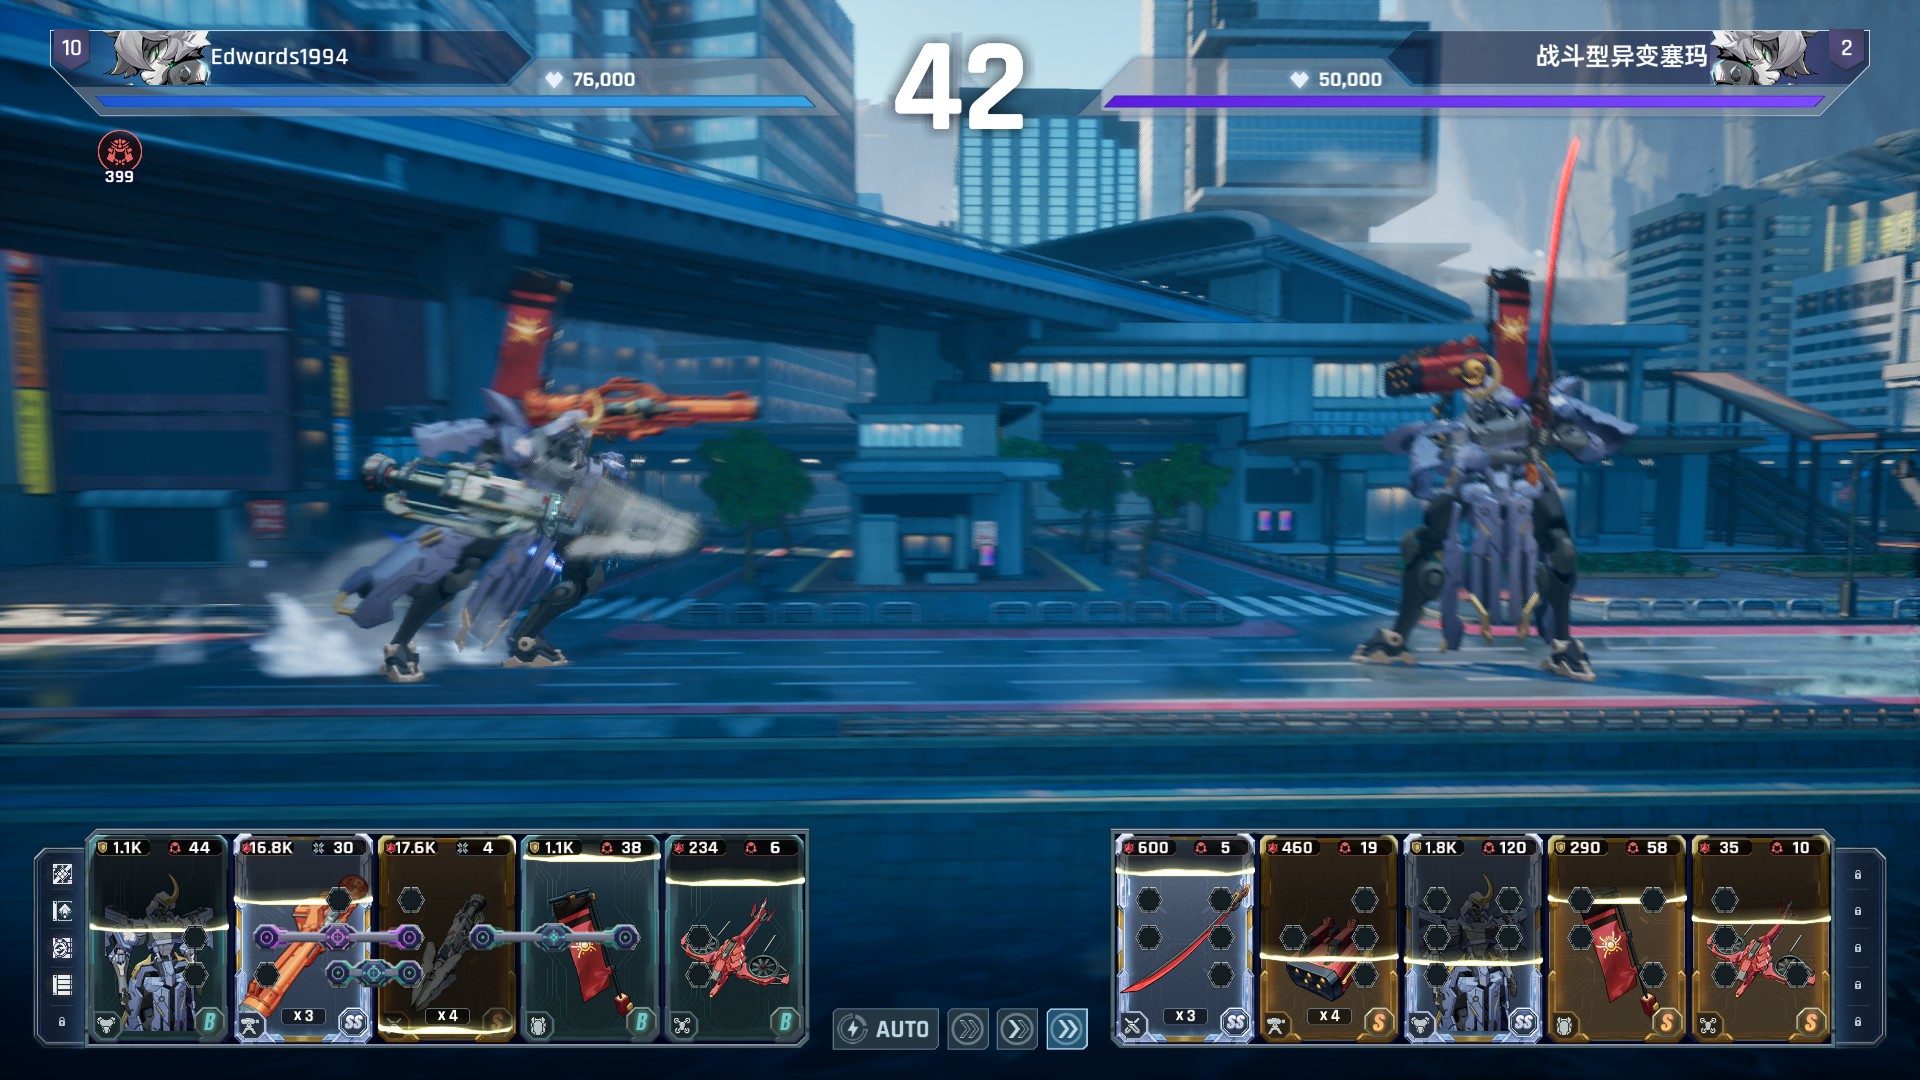 10
Edwards1994
76,000
42
50,000
战斗型异变塞玛
2
399
1.1K
44
16.8K
30
17.6K
4
1.1K
38
234
6
x3
x4
B
SS
S
B
B
AUTO
600
5
460
19
1.8K
120
290
58
35
10
x3
x4
SS
S
SS
S
S